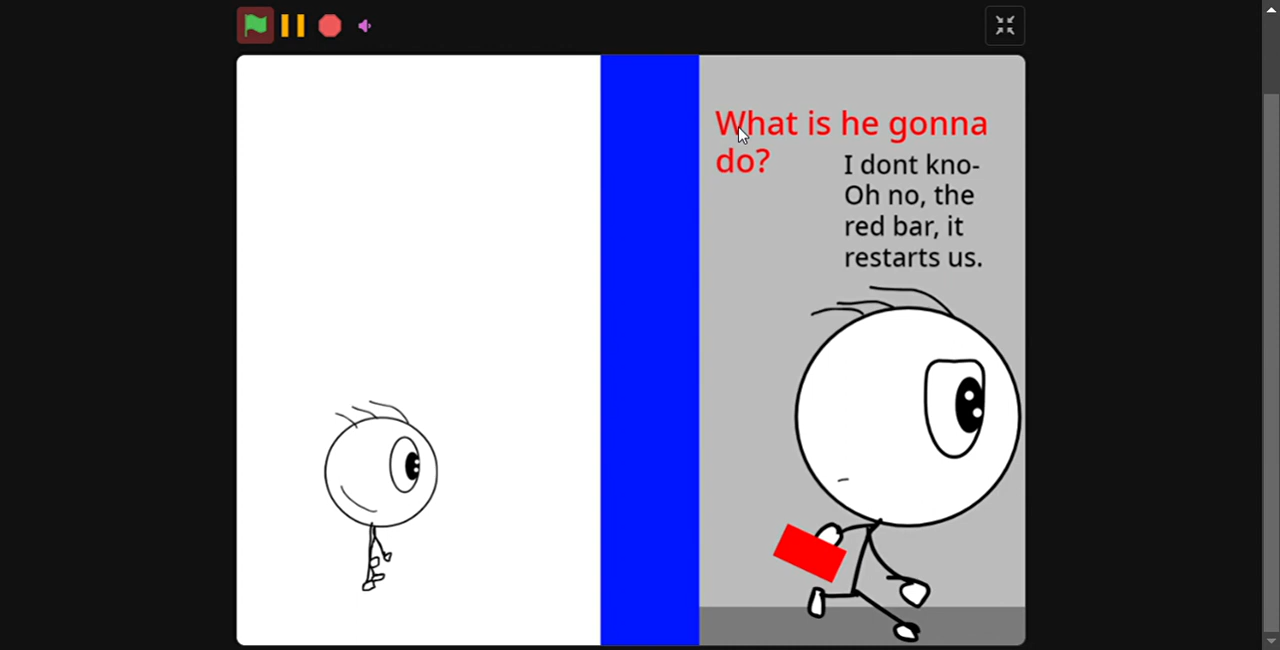 What is he gonna
do?
I dont kno-
Oh no, the
red bar, it
restarts us.